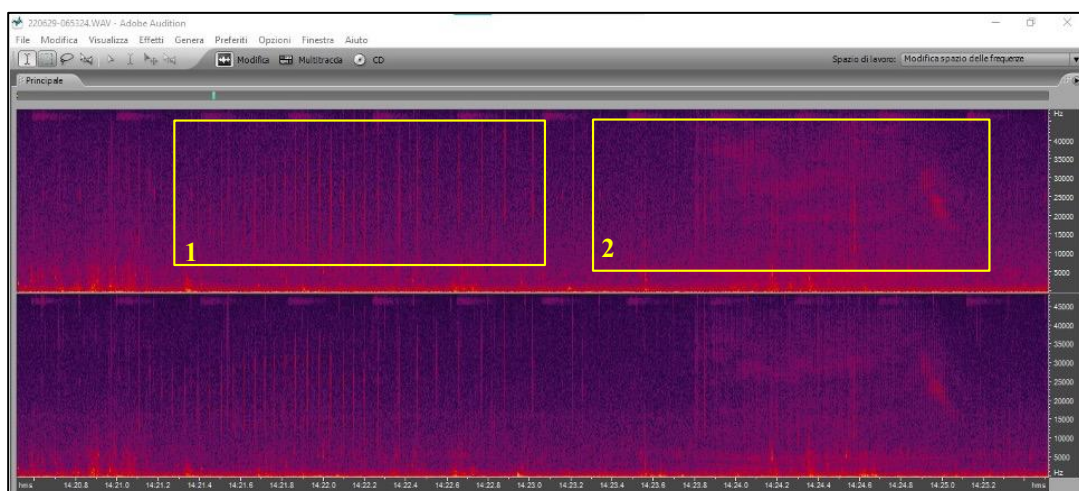 220629-065324.WAV - Adobe Audition
File Modifica Visualizza Effetti Genera Preferiti Opzioni Finestra Aiuto
Modifica Multitraccia CD
Spazio di lavoro: Modifica spazio delle frequenze
Principale
Hz
40000
35000
30000
25000
20000
15000
10000
5000
1
2
45000
40000
35000
30000
25000
20000
15000
10000
5000
Hz
hms 14:20.8 14:21.0 14:21.2 14:21.4 14:21.6 14:21.8 14:22.0 14:22.2 14:22.4 14:22.6 14:22.8 14:23.0 14:23.2 14:23.4 14:23.6 14:23.8 14:24.0 14:24.2 14:24.4 14:24.6 14:24.8 14:25.0 14:25.2 hms